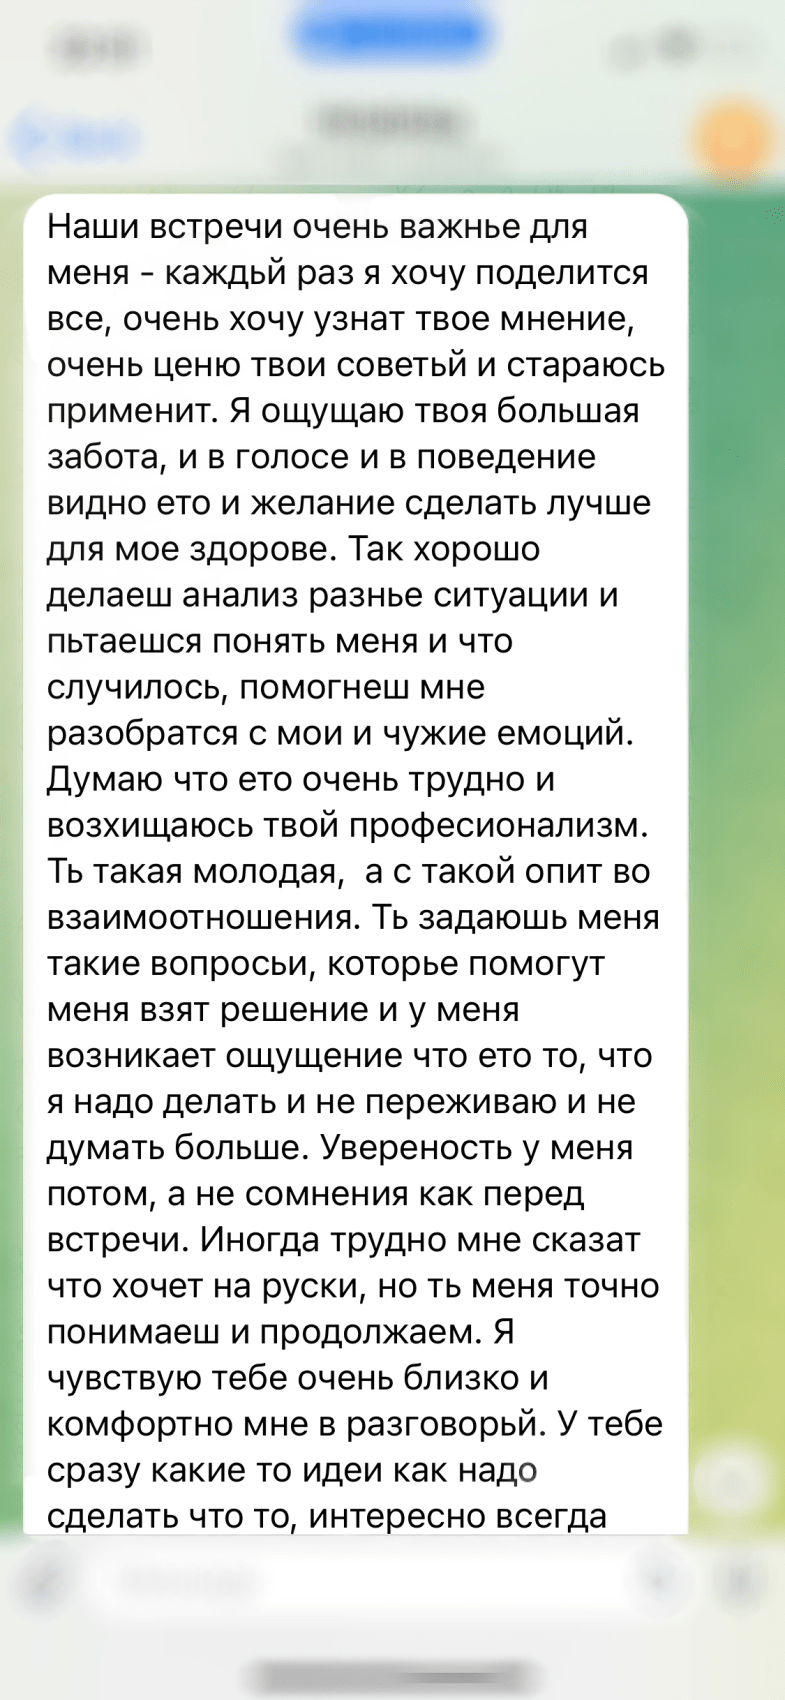 Наши встречи очень важнье для
меня - каждьй раз я хочу поделится
все, очень хочу узнат твое мнение,
очень ценю твои советьй и стараюсь
применит. Я ощущаю твоя большая
забота, и в голосе и в поведение
видно ето и желание сделать лучше
для мое здорове. Так хорошо
делаеш анализ разнье ситуации и
пьтаешся понять меня и что
случилось, помогнеш мне
разобратся с мои и чужие емоций.
Думаю что ето очень трудно и
возхищаюсь твой професионализм.
Ть такая молодая,  а с такой опит во
взаимоотношения. Ть задаюшь меня
такие вопросьи, которье помогут
меня взят решение и у меня
возникает ощущение что ето то, что
я надо делать и не переживаю и не
думать больше. Увереность у меня
потом, а не сомнения как перед
встречи. Иногда трудно мне сказат
что хочет на руски, но ть меня точно
понимаеш и продолжаем. Я
чувствую тебе очень близко и
комфортно мне в разговорьй. У тебе
сразу какие то идеи как надо
сделать что то, интересно всегда